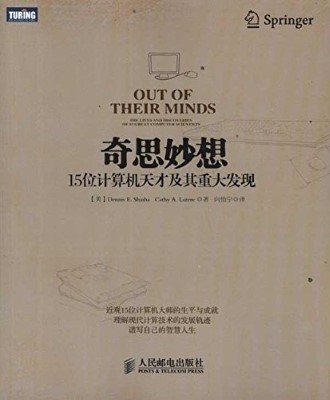 TURING
Springer
OUT OF
THEIR MINDS
THE LIVES AND DISCOVERIES
OF 15 GREAT COMPUTER SCIENTISTS
奇思妙想
15位计算机天才及其重大发现
[美] Dennis E. Shasha Cathy A. Lazere 著 向怡宁 译
近观15位计算机大师的生平与成就
理解现代计算技术的发展轨迹
谱写自己的智慧人生
人民邮电出版社
POSTS & TELECOM PRESS